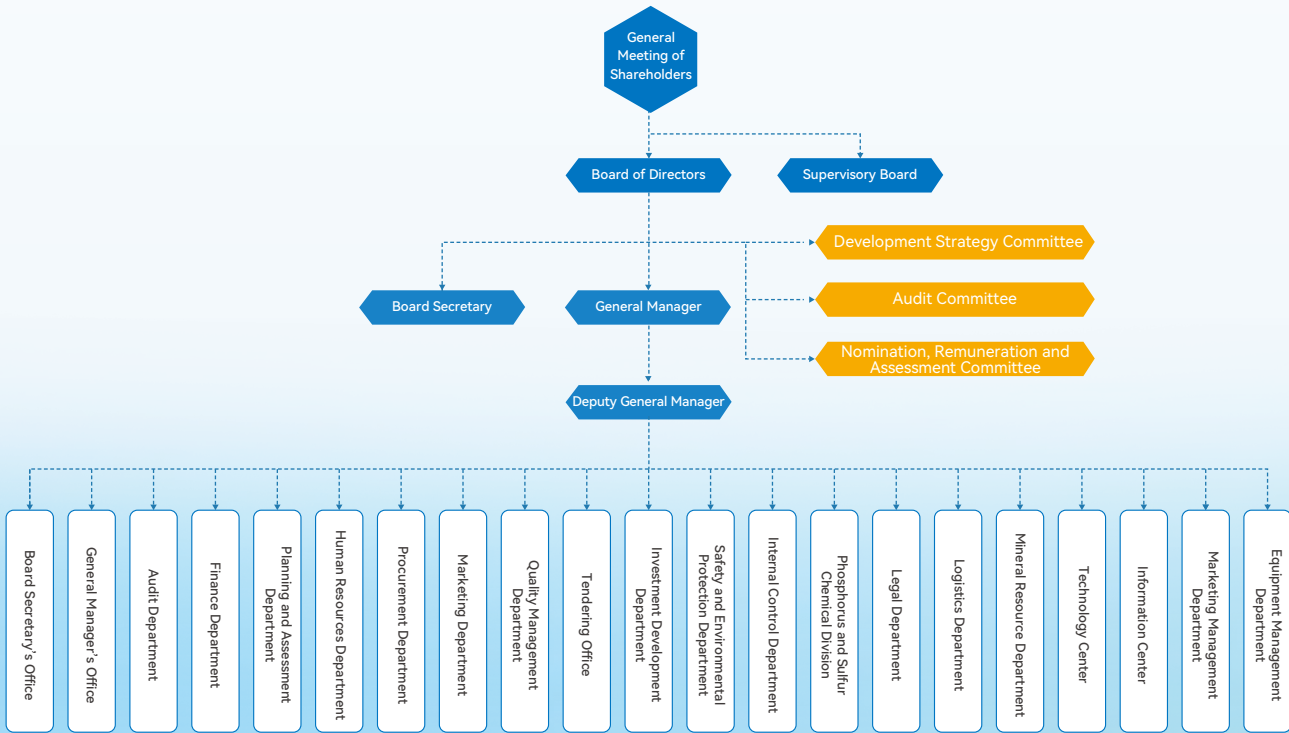 General
Meeting of
Shareholders
Board of Directors
Supervisory Board
Development Strategy Committee
Audit Committee
Nomination, Remuneration and
Assessment Committee
Board Secretary
General Manager
Deputy General Manager
Board Secretary's Office
General Manager's Office
Audit Department
Finance Department
Planning and Assessment
Department
Human Resources Department
Procurement Department
Marketing Department
Quality Management
Department
Tendering Office
Investment Development
Department
Safety and Environmental
Protection Department
Internal Control Department
Phosphorus and Sulfur
Chemical Division
Legal Department
Logistics Department
Mineral Resource Department
Technology Center
Information Center
Marketing Management
Department
Equipment Management
Department